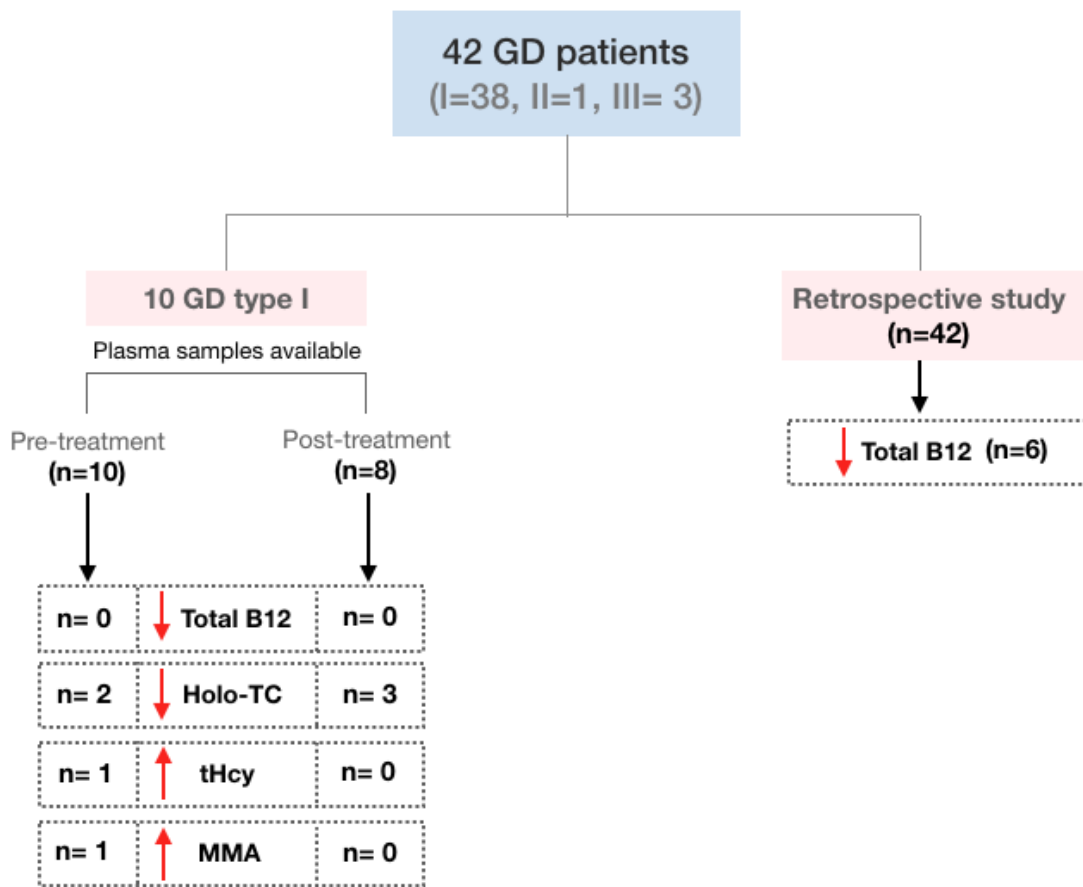 42 GD patients
(I=38, II=1, III= 3)
10 GD type I
Plasma samples available
Pre-treatment
(n=10)
Post-treatment
(n=8)
n= 0 Total B12 n= 0
n= 2 Holo-TC n= 3
n= 1 tHcy n= 0
n= 1 MMA n= 0
Retrospective study
(n=42)
Total B12 (n=6)